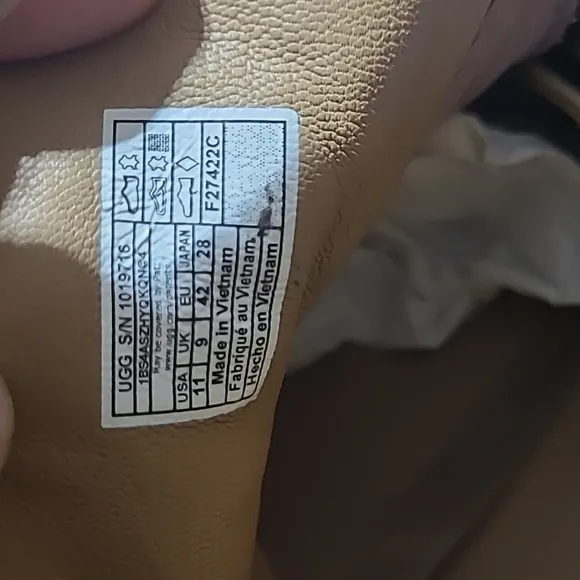 UGG S/N 1019716
1BS4ASZHYQKQNC4
May be covered by Pat.
www.ugg.com/patents
USA UK EU JAPAN
11 9 42 28
Made in Vietnam
Fabriqué au Vietnam
Hecho en Vietnam
F27422C